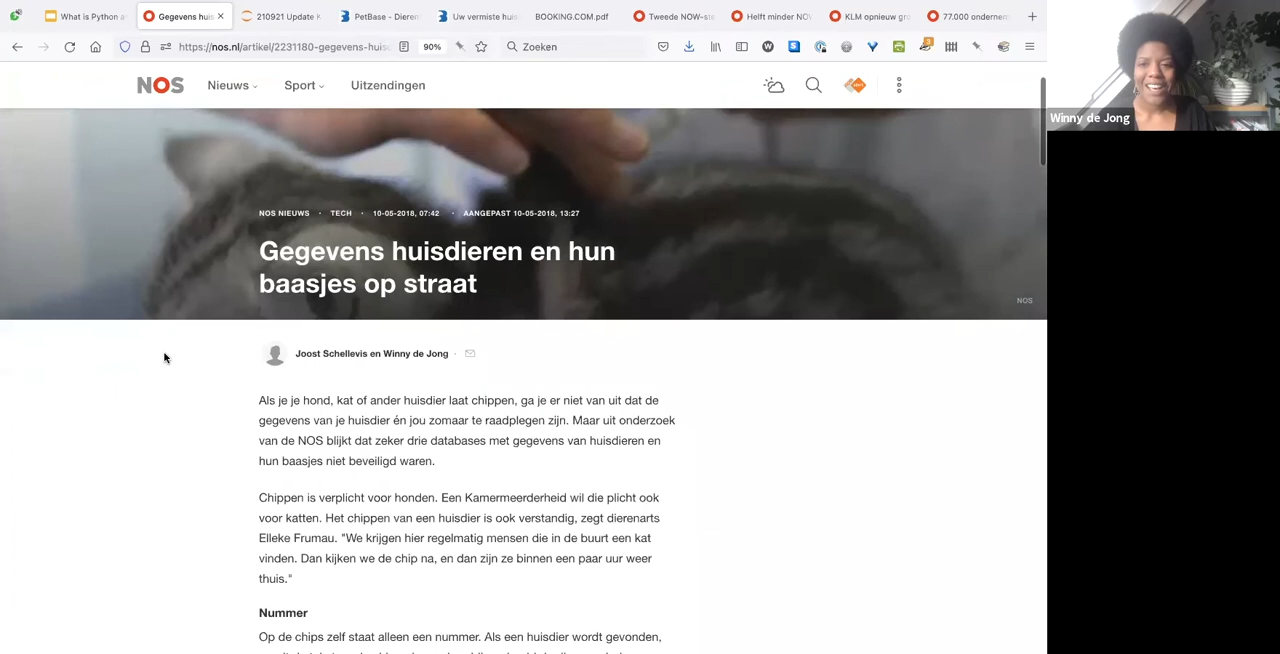 What is Python a
Gegevens huis
210921 Update K
PetBase - Dieren
Uw vermiste huis
BOOKING.COM.pdf
Tweede NOW-ste
Helft minder NOV
KLM opnieuw gro
77.000 ondernem
https://nos.nl/artikel/2231180-gegevens-huisd
90%
Zoeken
3
NOS
Nieuws
Sport
Uitzendingen
Winny de Jong
NOS NIEUWS · TECH · 10-05-2018, 07:42 · AANGEPAST 10-05-2018, 13:27
Gegevens huisdieren en hun
baasjes op straat
NOS
Joost Schellevis en Winny de Jong
Als je je hond, kat of ander huisdier laat chippen, ga je er niet van uit dat de
gegevens van je huisdier én jou zomaar te raadplegen zijn. Maar uit onderzoek
van de NOS blijkt dat zeker drie databases met gegevens van huisdieren en
hun baasjes niet beveiligd waren.
Chippen is verplicht voor honden. Een Kamermeerderheid wil die plicht ook
voor katten. Het chippen van een huisdier is ook verstandig, zegt dierenarts
Elleke Frumau. "We krijgen hier regelmatig mensen die in de buurt een kat
vinden. Dan kijken we de chip na, en dan zijn ze binnen een paar uur weer
thuis."
Nummer
Op de chips zelf staat alleen een nummer. Als een huisdier wordt gevonden,